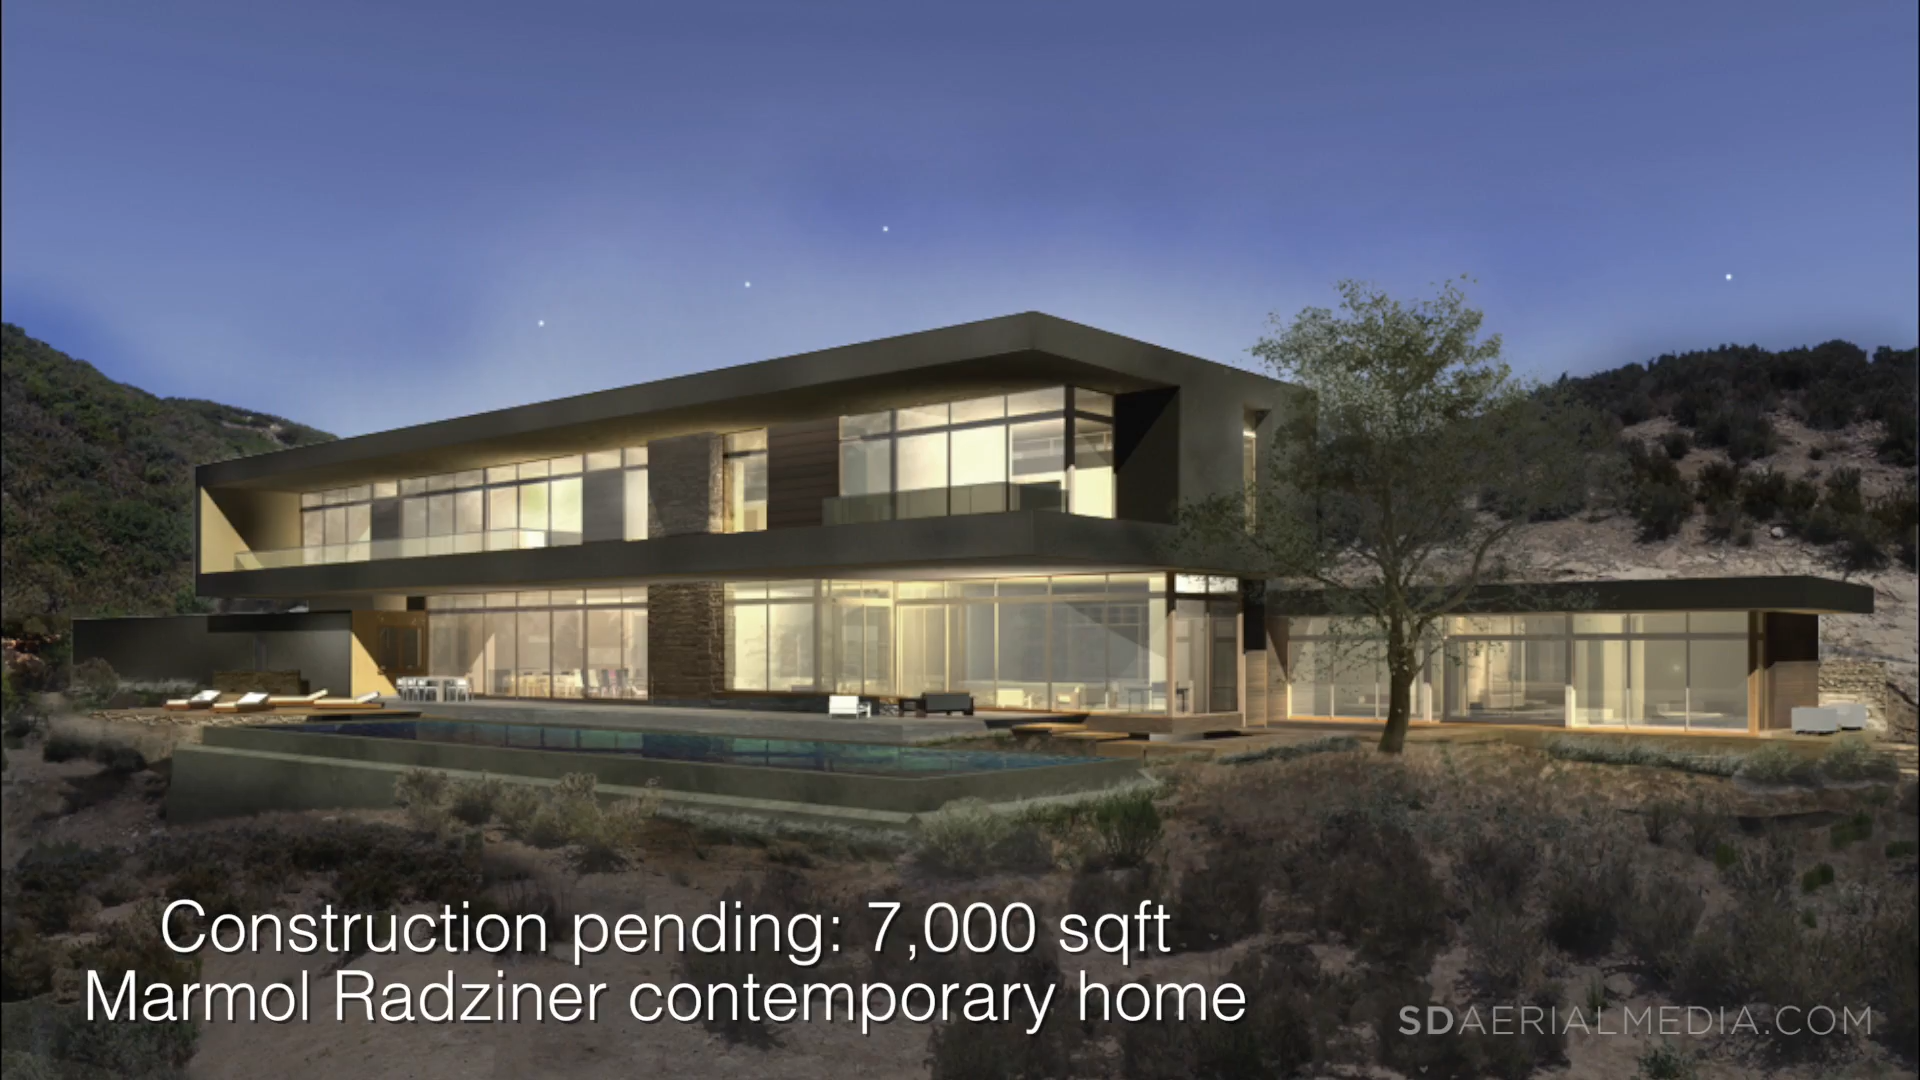 Construction pending: 7,000 sqft
Marmol Radziner contemporary home
SDAERIALMEDIA.COM